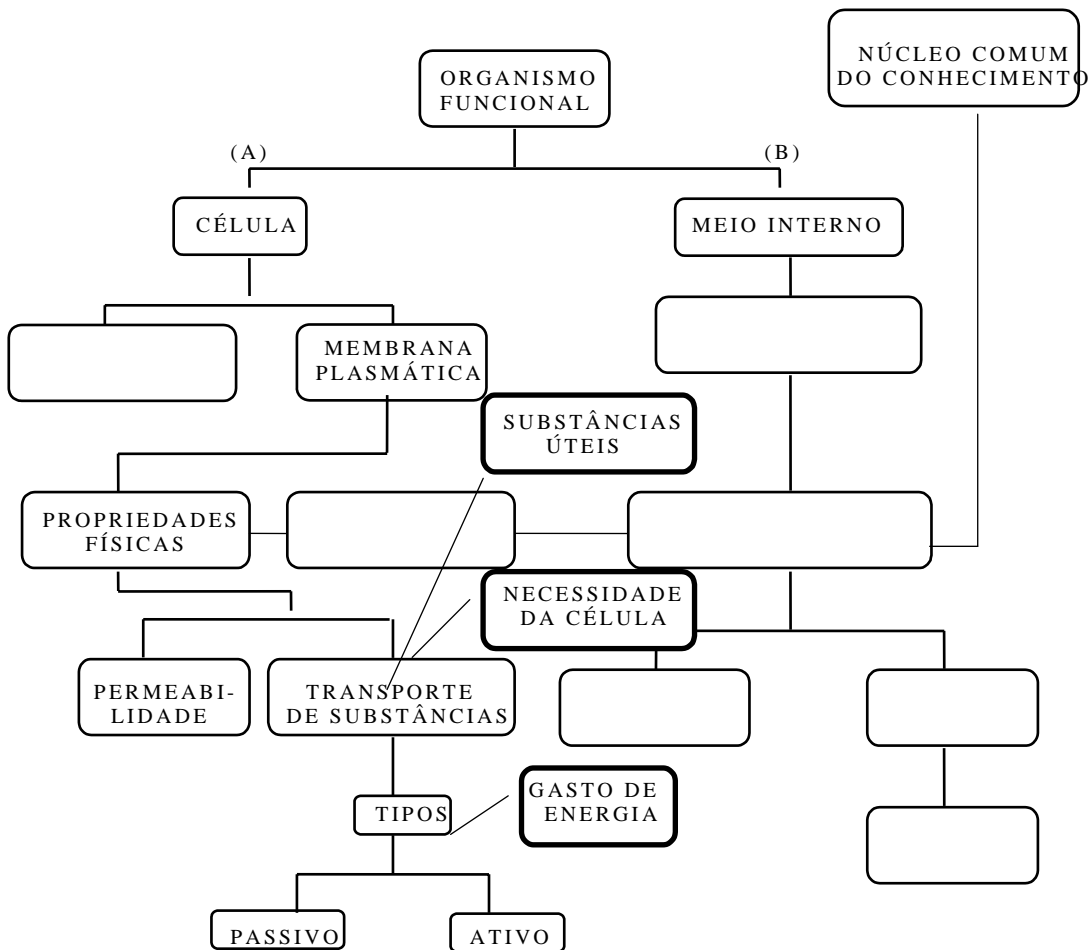 NÚCLEO COMUM
DO CONHECIMENTO
ORGANISMO
FUNCIONAL
(A)
(B)
CÉLULA
MEIO INTERNO
MEMBRANA
PLASMÁTICA
SUBSTÂNCIAS
ÚTEIS
PROPRIEDADES
FÍSICAS
NECESSIDADE
DA CÉLULA
PERMEABI-
LIDADE
TRANSPORTE
DE SUBSTÂNCIAS
GASTO DE
ENERGIA
TIPOS
PASSIVO
ATIVO